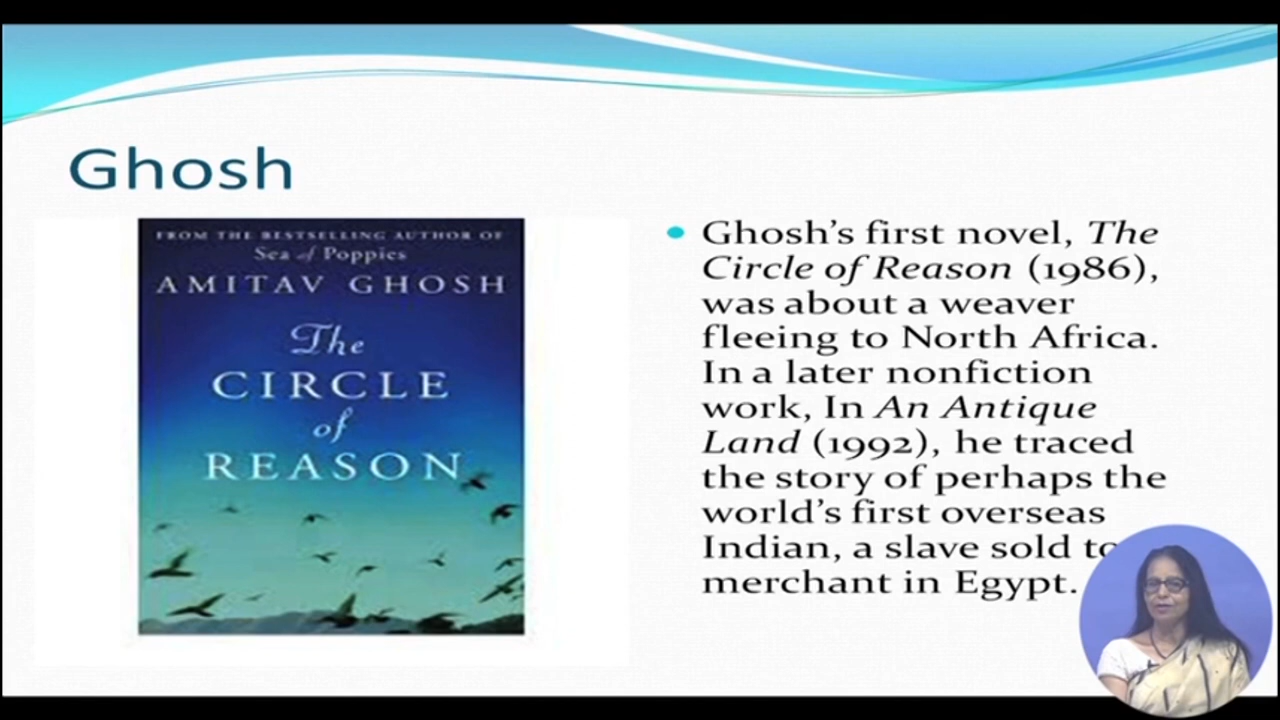 Ghosh
FROM THE BESTSELLING AUTHOR OF
Sea of Poppies
AMITAV GHOSH
The
CIRCLE
of
REASON
Ghosh's first novel, The
Circle of Reason (1986),
was about a weaver
fleeing to North Africa.
In a later nonfiction
work, In An Antique
Land (1992), he traced
the story of perhaps the
world's first overseas
Indian, a slave sold to
merchant in Egypt.